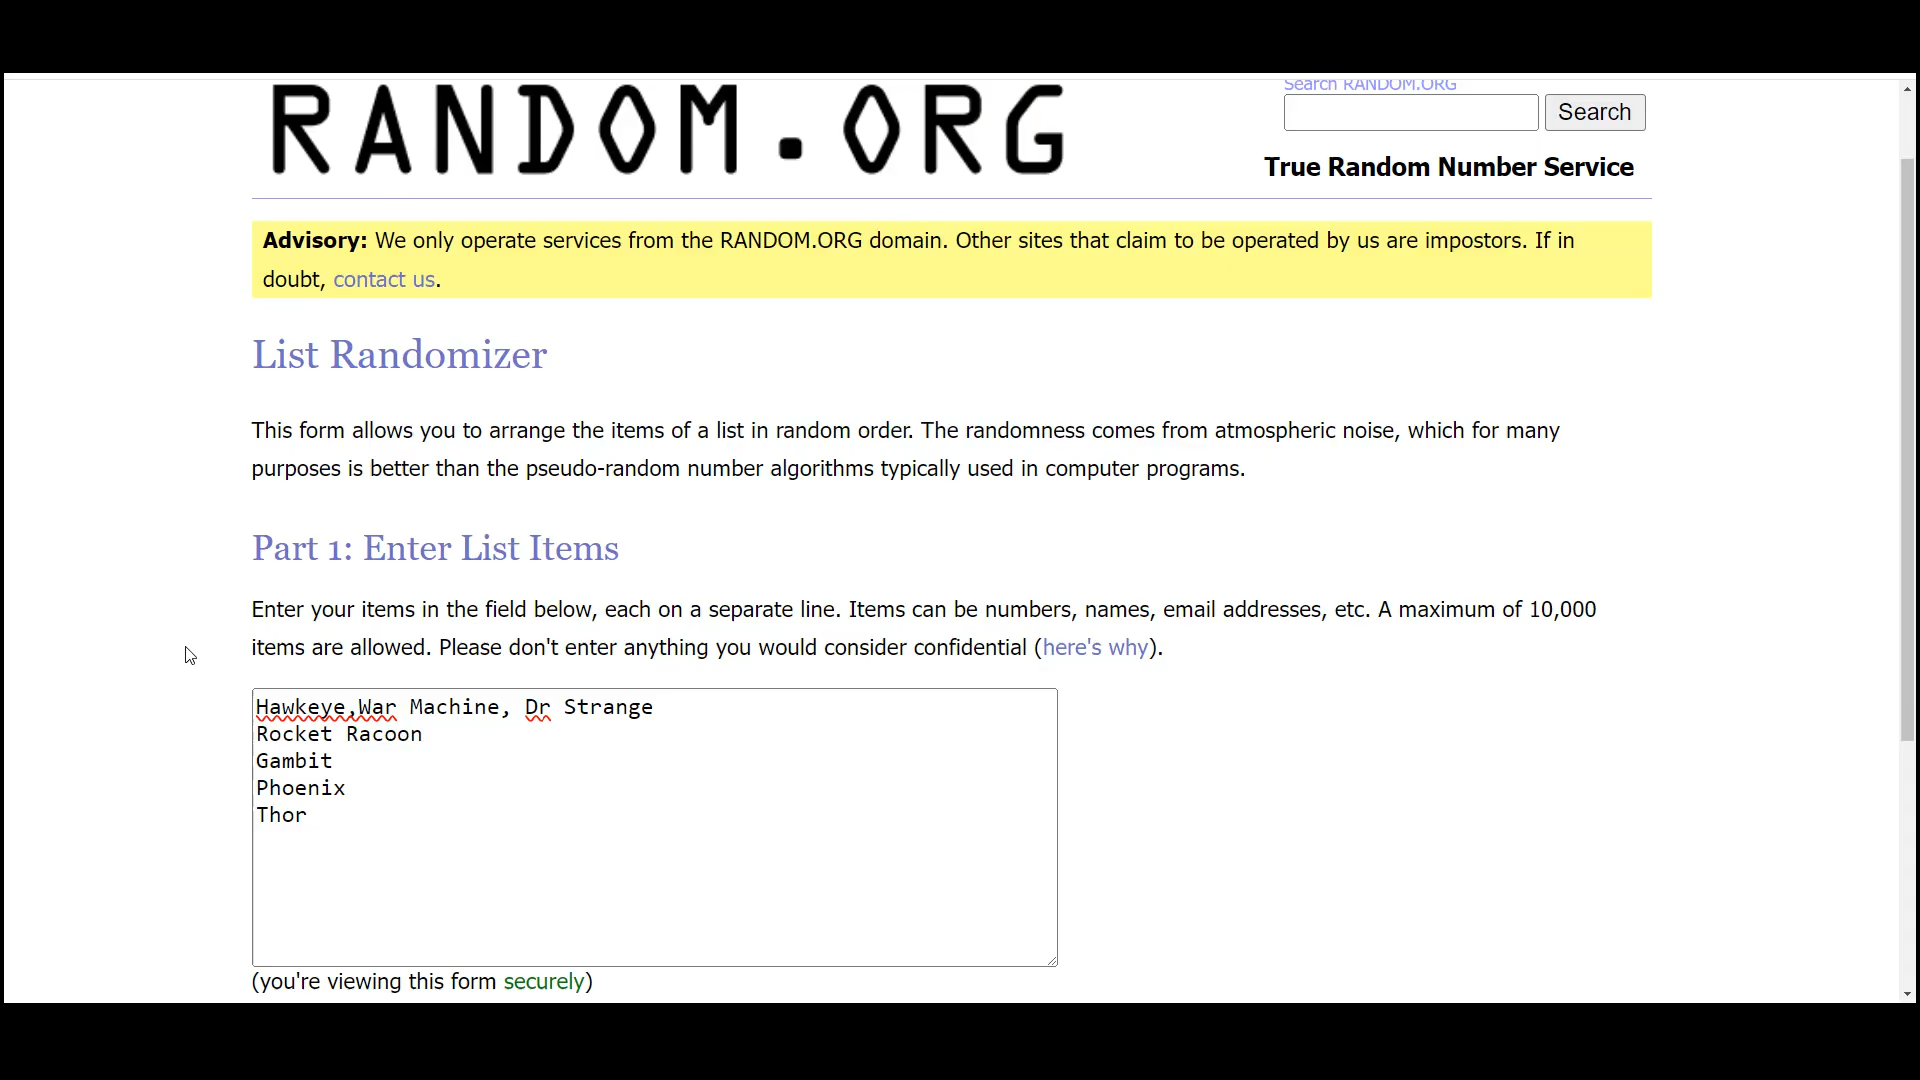 Search RANDOM.ORG
RANDOM.ORG
Search
True Random Number Service
Advisory: We only operate services from the RANDOM.ORG domain. Other sites that claim to be operated by us are impostors. If in
doubt, contact us.
List Randomizer
This form allows you to arrange the items of a list in random order. The randomness comes from atmospheric noise, which for many
purposes is better than the pseudo-random number algorithms typically used in computer programs.
Part 1: Enter List Items
Enter your items in the field below, each on a separate line. Items can be numbers, names, email addresses, etc. A maximum of 10,000
items are allowed. Please don't enter anything you would consider confidential (here's why).
Hawkeye,War Machine, Dr Strange
Rocket Racoon
Gambit
Phoenix
Thor
(you're viewing this form securely)